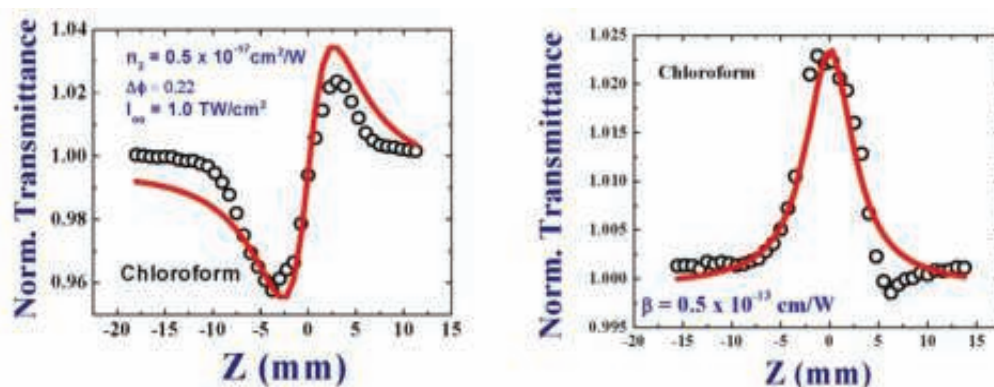 Norm. Transmittance
1.04
1.02
1.00
0.98
0.96
n₂ = 0.5 x 10⁻¹⁷cm²/W
Δϕ = 0.22
I₀₀ = 1.0 TW/cm²
Chloroform
-20 -15 -10 -5 0 5 10 15
Z (mm)
Norm. Transmittance
1.025
1.020
1.015
1.010
1.005
1.000
0.995
Chloroform
β = 0.5 x 10⁻¹³ cm/W
-20 -15 -10 -5 0 5 10 15
Z (mm)